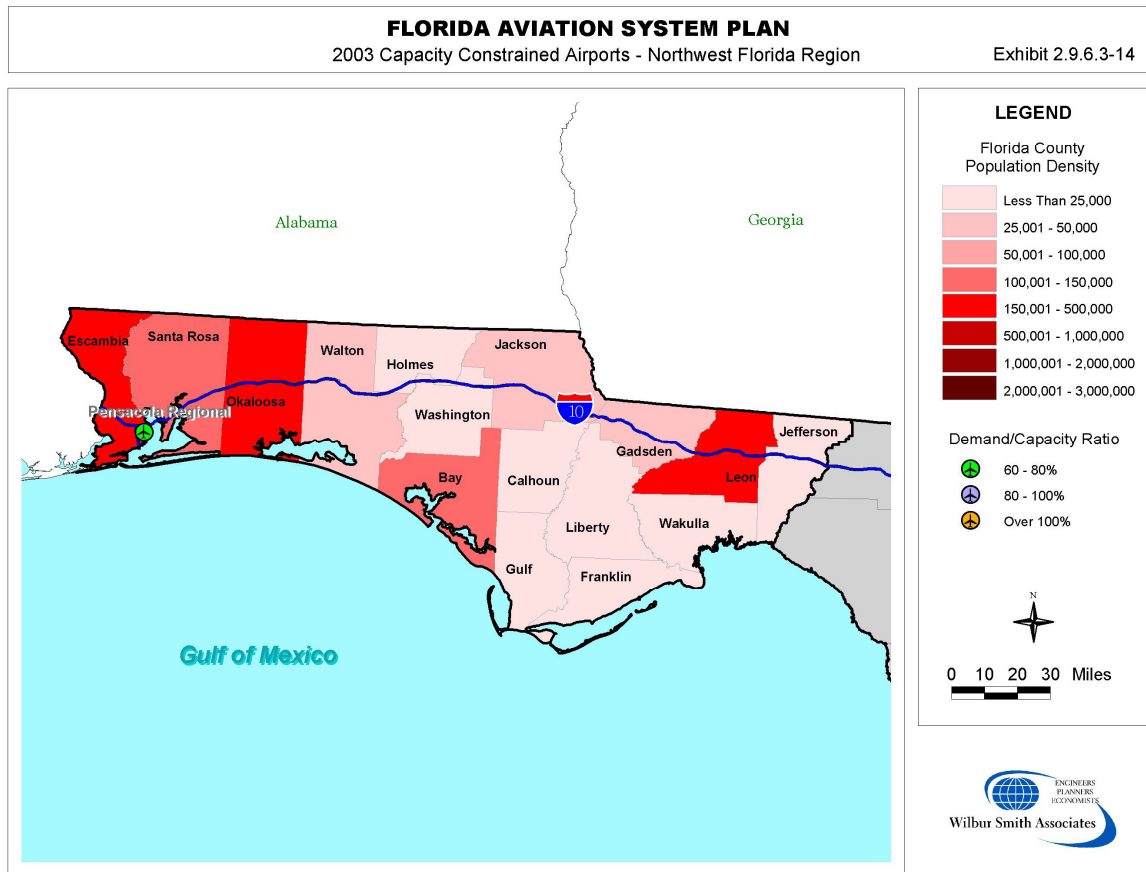 FLORIDA AVIATION SYSTEM PLAN
2003 Capacity Constrained Airports - Northwest Florida Region
Exhibit 2.9.6.3-14
Alabama
Georgia
Escambia
Santa Rosa
Okaloosa
Walton
Holmes
Jackson
Washington
Pensacola Regional
10
Bay
Calhoun
Gadsden
Leon
Jefferson
Liberty
Wakulla
Gulf
Franklin
Gulf of Mexico
LEGEND
Florida County
Population Density
Less Than 25,000
25,001 - 50,000
50,001 - 100,000
100,001 - 150,000
150,001 - 500,000
500,001 - 1,000,000
1,000,001 - 2,000,000
2,000,001 - 3,000,000
Demand/Capacity Ratio
60 - 80%
80 - 100%
Over 100%
N
0 10 20 30 Miles
ENGINEERS
PLANNERS
ECONOMISTS
Wilbur Smith Associates